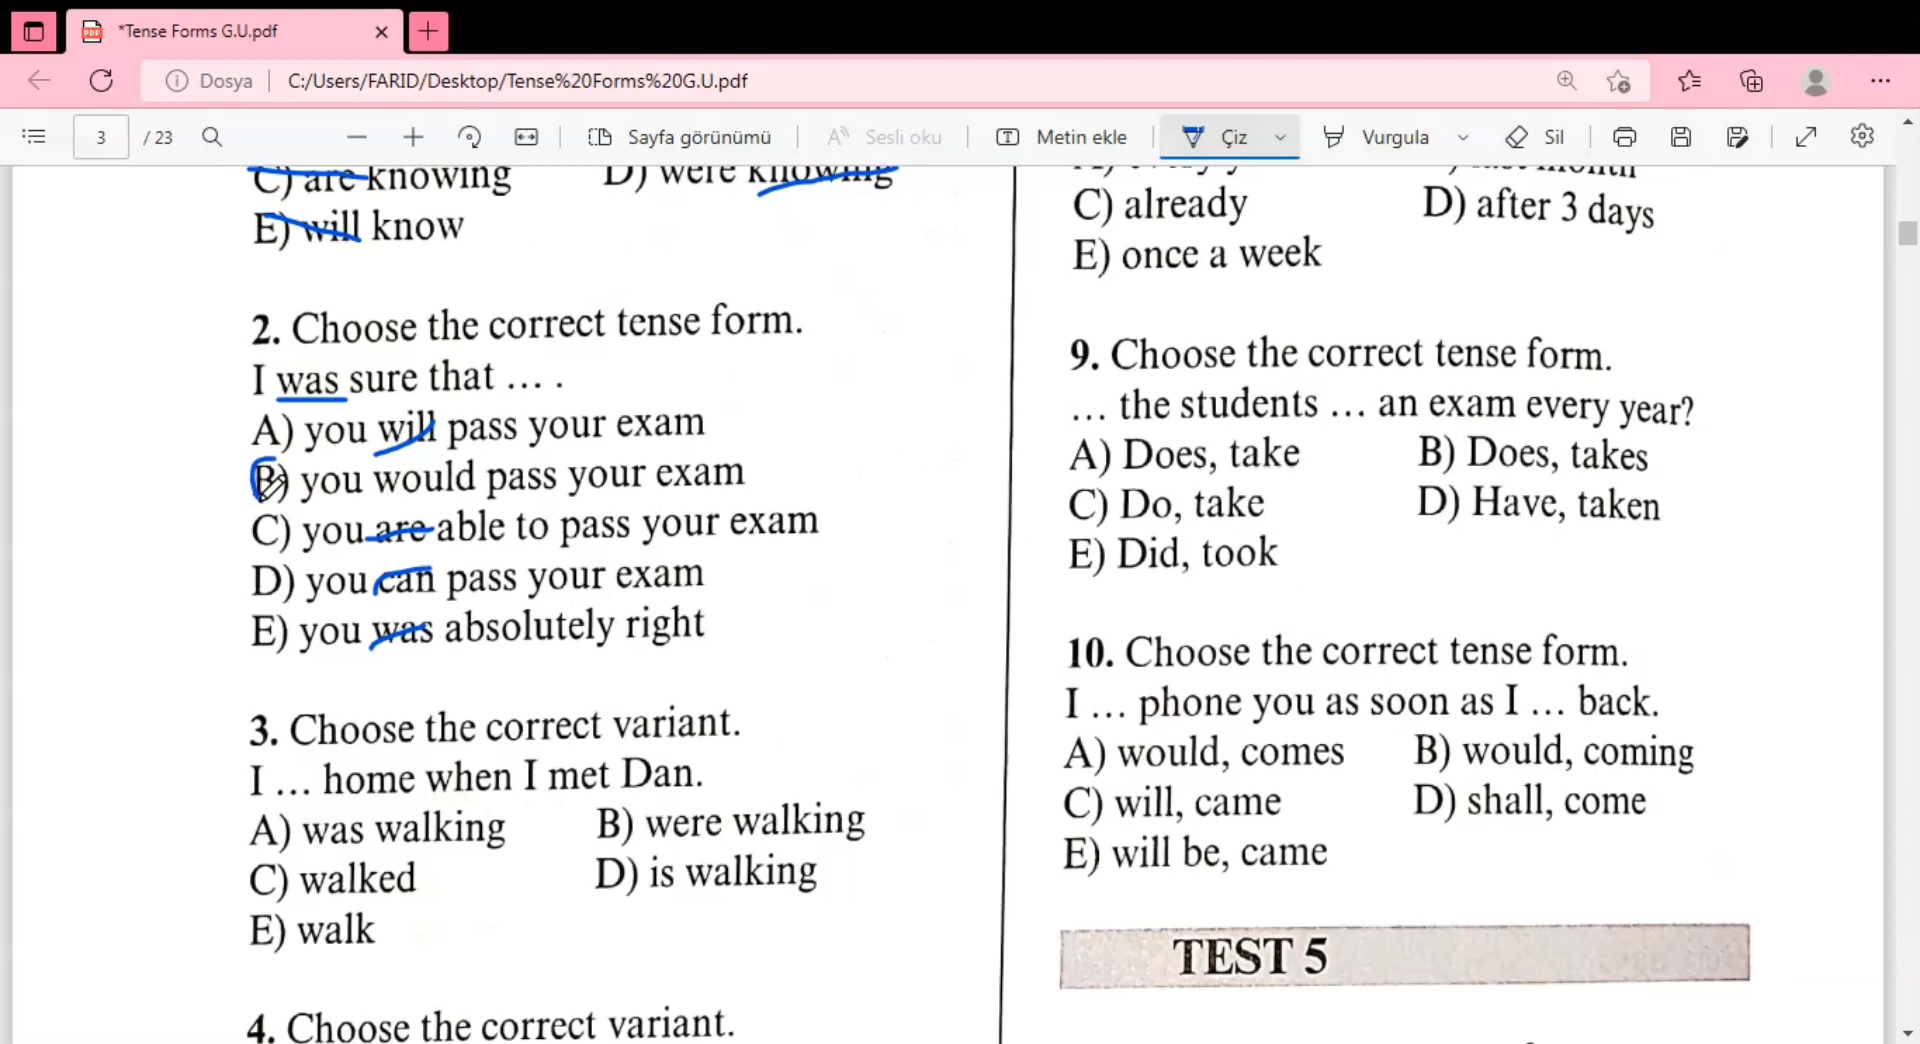 *Tense Forms G.U.pdf
Dosya
C:/Users/FARID/Desktop/Tense%20Forms%20G.U.pdf
3 / 23
Sayfa görünümü
Sesli oku
Metin ekle
Çiz
Vurgula
Sil
C) are knowing D) were knowing
E) will know
2. Choose the correct tense form.
I was sure that ... .
A) you will pass your exam
B) you would pass your exam
C) you are able to pass your exam
D) you can pass your exam
E) you was absolutely right
3. Choose the correct variant.
I ... home when I met Dan.
A) was walking B) were walking
C) walked D) is walking
E) walk
4. Choose the correct variant.
C) already D) after 3 days
E) once a week
9. Choose the correct tense form.
... the students ... an exam every year?
A) Does, take B) Does, takes
C) Do, take D) Have, taken
E) Did, took
10. Choose the correct tense form.
I ... phone you as soon as I ... back.
A) would, comes B) would, coming
C) will, came D) shall, come
E) will be, came
TEST 5